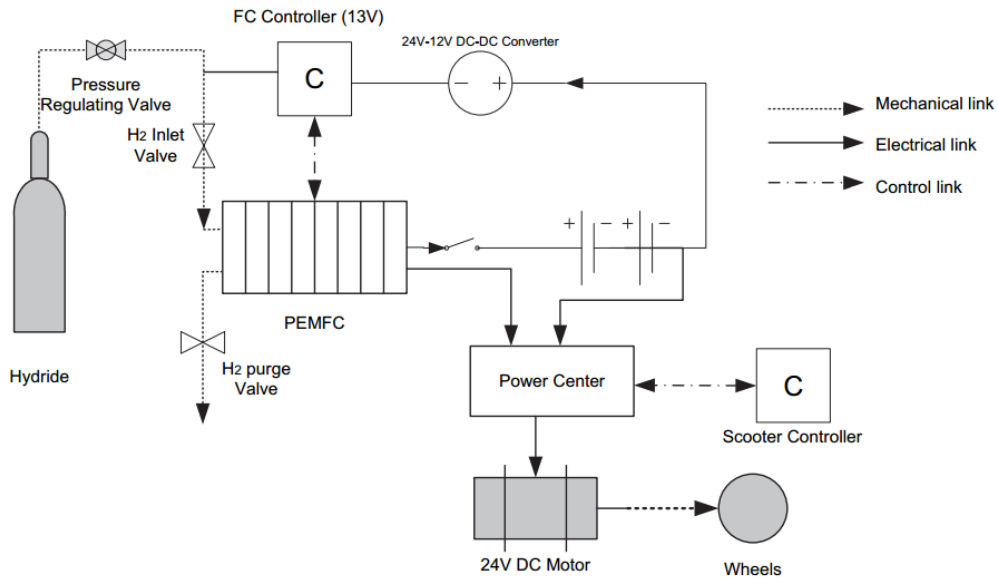 FC Controller (13V)
24V-12V DC-DC Converter
C
- +
Pressure
Regulating Valve
H2 Inlet
Valve
Mechanical link
Electrical link
Control link
+ - + -
PEMFC
Hydride
H2 purge
Valve
Power Center
C
Scooter Controller
24V DC Motor
Wheels